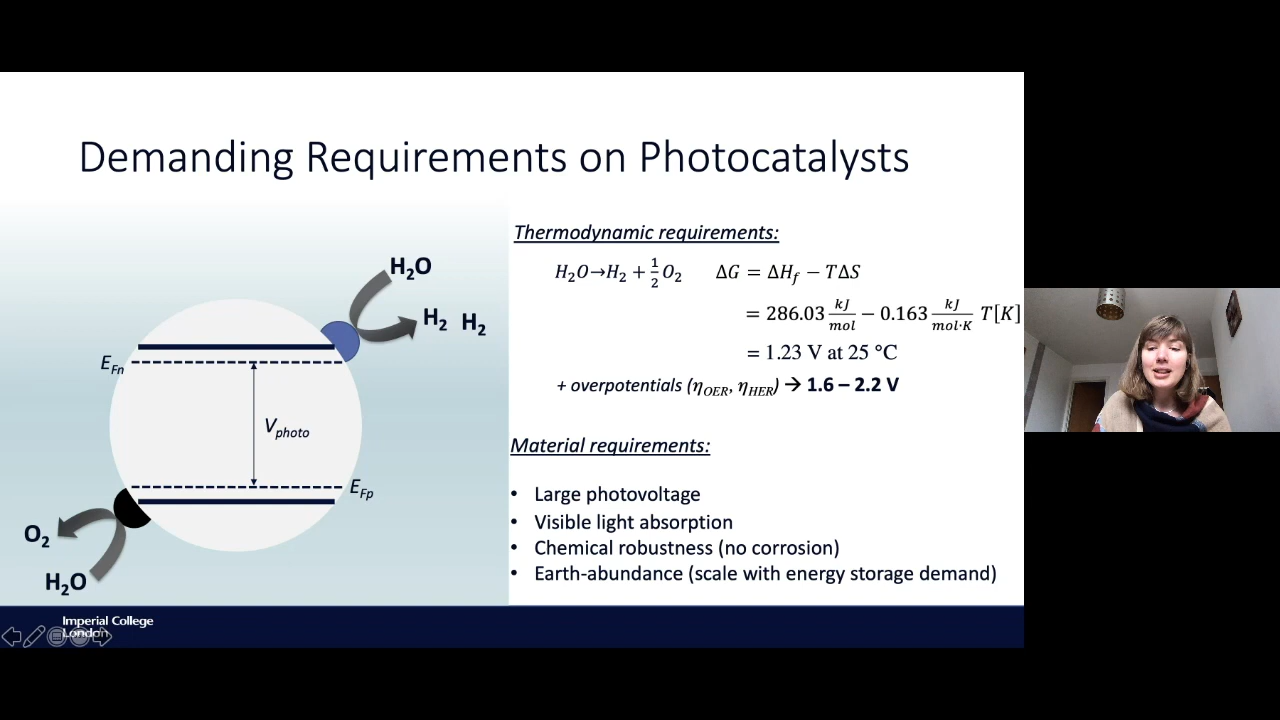 Demanding Requirements on Photocatalysts
H₂O
H₂ H₂
E_Fn
V_photo
E_Fp
O₂
H₂O
Thermodynamic requirements:
H₂O→H₂ + 1/2 O₂ ΔG = ΔH_f − TΔS
= 286.03 kJ/mol − 0.163 kJ/mol·K T[K]
= 1.23 V at 25 °C
+ overpotentials (η_OER, η_HER) → 1.6 – 2.2 V
Material requirements:
• Large photovoltage
• Visible light absorption
• Chemical robustness (no corrosion)
• Earth-abundance (scale with energy storage demand)
Imperial College
London